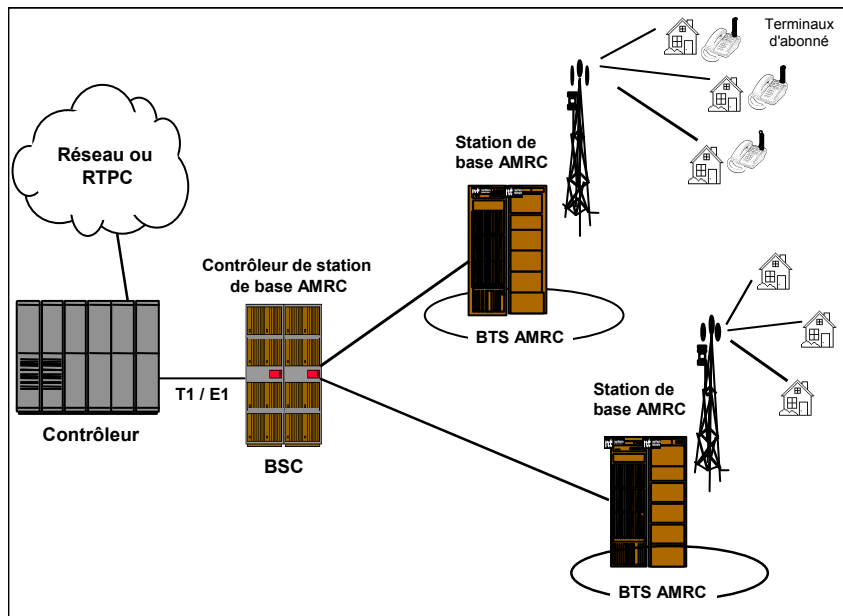 Terminaux
d'abonné
Réseau ou
RTPC
Station de
base AMRC
Contrôleur de station
de base AMRC
BTS AMRC
T1 / E1
Contrôleur
BSC
Station de
base AMRC
BTS AMRC